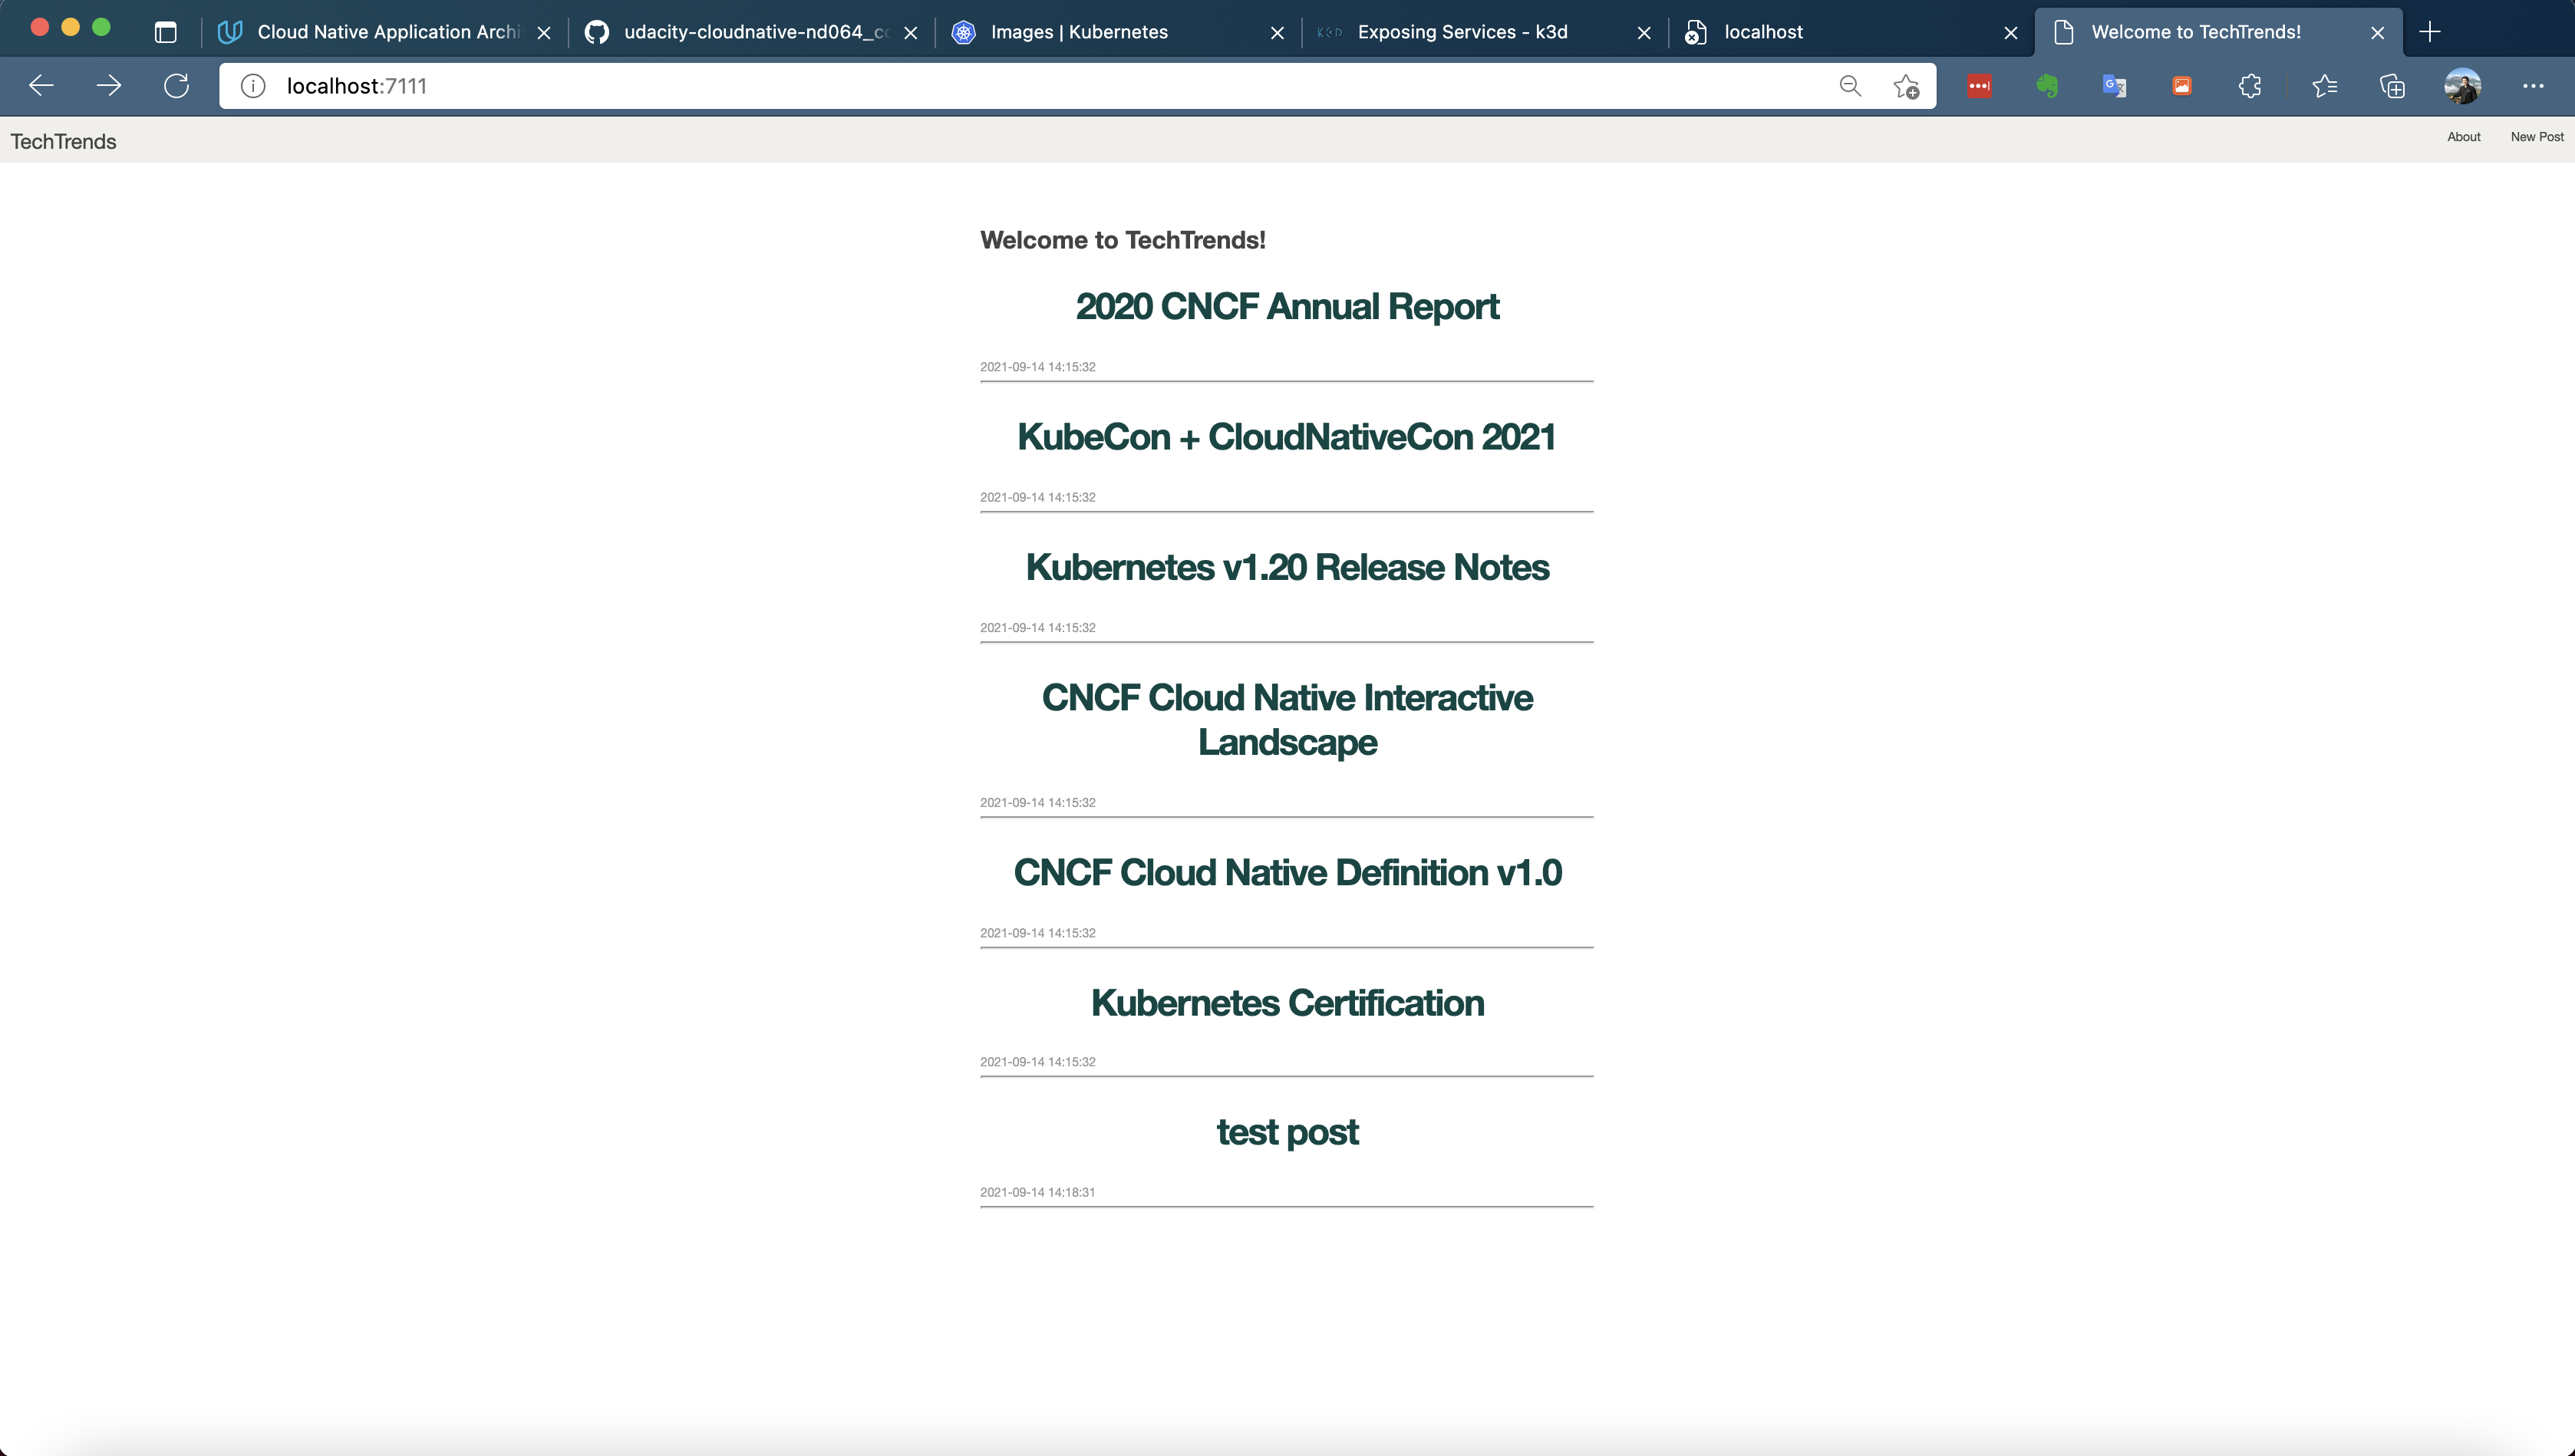 Cloud Native Application Archi
udacity-cloudnative-nd064_cc
Images | Kubernetes
K3D
Exposing Services - k3d
localhost
Welcome to TechTrends!
localhost:7111
TechTrends
About
New Post
Welcome to TechTrends!
2020 CNCF Annual Report
2021-09-14 14:15:32
KubeCon + CloudNativeCon 2021
2021-09-14 14:15:32
Kubernetes v1.20 Release Notes
2021-09-14 14:15:32
CNCF Cloud Native Interactive
Landscape
2021-09-14 14:15:32
CNCF Cloud Native Definition v1.0
2021-09-14 14:15:32
Kubernetes Certification
2021-09-14 14:15:32
test post
2021-09-14 14:18:31